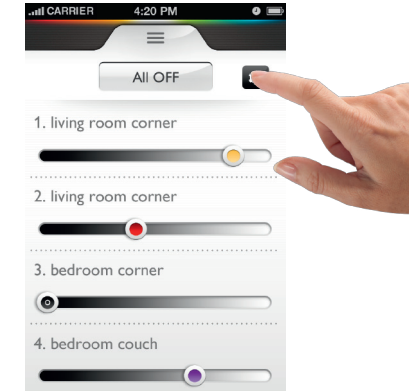 CARRIER 4:20 PM
All OFF
1. living room corner
2. living room corner
3. bedroom corner
4. bedroom couch